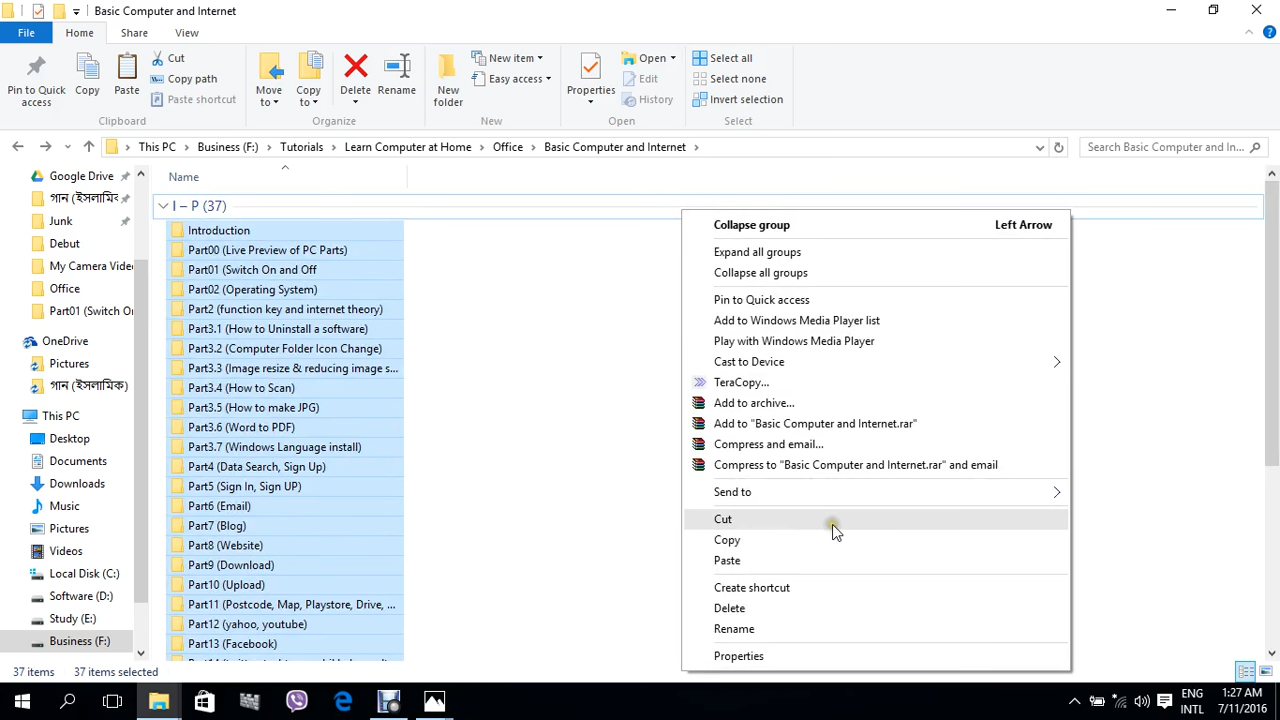 Basic Computer and Internet
File Home Share View
Pin to Quick access
Copy
Paste
Cut
Copy path
Paste shortcut
Clipboard
Move to
Copy to
Delete
Rename
Organize
New folder
New item
Easy access
New
Properties
Open
Edit
History
Open
Select all
Select none
Invert selection
Select
This PC > Business (F:) > Tutorials > Learn Computer at Home > Office > Basic Computer and Internet >
Search Basic Computer and In...
Google Drive
গান (ইসলামিক
Junk
Debut
My Camera Vide
Office
Part01 (Switch O
OneDrive
Pictures
গান (ইসলামিক)
This PC
Desktop
Documents
Downloads
Music
Pictures
Videos
Local Disk (C:)
Software (D:)
Study (E:)
Business (F:)
Name
I – P (37)
Introduction
Part00 (Live Preview of PC Parts)
Part01 (Switch On and Off
Part02 (Operating System)
Part2 (function key and internet theory)
Part3.1 (How to Uninstall a software)
Part3.2 (Computer Folder Icon Change)
Part3.3 (Image resize & reducing image s...
Part3.4 (How to Scan)
Part3.5 (How to make JPG)
Part3.6 (Word to PDF)
Part3.7 (Windows Language install)
Part4 (Data Search, Sign Up)
Part5 (Sign In, Sign UP)
Part6 (Email)
Part7 (Blog)
Part8 (Website)
Part9 (Download)
Part10 (Upload)
Part11 (Postcode, Map, Playstore, Drive, ...
Part12 (yahoo, youtube)
Part13 (Facebook)
Collapse group Left Arrow
Expand all groups
Collapse all groups
Pin to Quick access
Add to Windows Media Player list
Play with Windows Media Player
Cast to Device
TeraCopy...
Add to archive...
Add to "Basic Computer and Internet.rar"
Compress and email...
Compress to "Basic Computer and Internet.rar" and email
Send to
Cut
Copy
Paste
Create shortcut
Delete
Rename
Properties
37 items 37 items selected
ENG
INTL
1:27 AM
7/11/2016